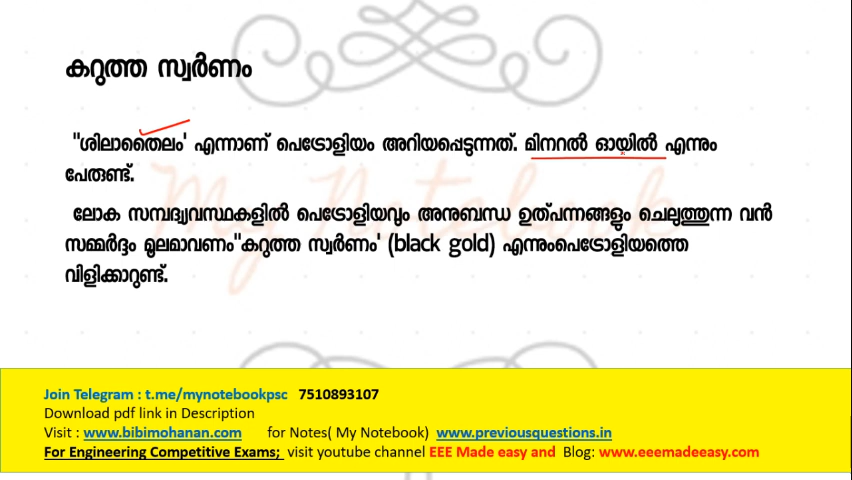 കറുത്ത സ്വർണം
"ശിലാതൈലം' എന്നാണ് പെട്രോളിയം അറിയപ്പെടുന്നത്. മിനറൽ ഓയിൽ എന്നും
പേരുണ്ട്.
ലോക സമ്പദ്വ്യവസ്ഥകളിൽ പെട്രോളിയവും അനുബന്ധ ഉത്പന്നങ്ങളും ചെലുത്തുന്ന വൻ
സമ്മർദ്ദം മൂലമാവണം"കറുത്ത സ്വർണം' (black gold) എന്നുംപെട്രോളിയത്തെ
വിളിക്കാറുണ്ട്.
My Notebook
Join Telegram : t.me/mynotebookpsc 7510893107
Download pdf link in Description
Visit : www.bibimohanan.com for Notes( My Notebook) www.previousquestions.in
For Engineering Competitive Exams; visit youtube channel EEE Made easy and Blog: www.eeemadeeasy.com